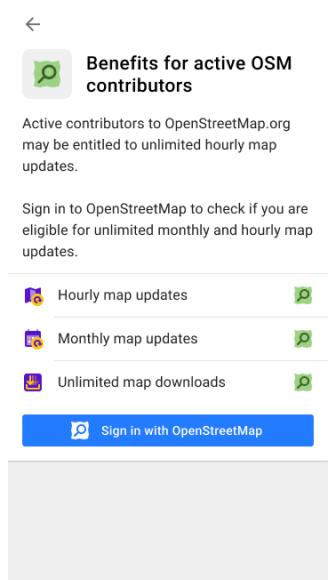 Benefits for active OSM
contributors
Active contributors to OpenStreetMap.org
may be entitled to unlimited hourly map
updates.
Sign in to OpenStreetMap to check if you are
eligible for unlimited monthly and hourly map
updates.
Hourly map updates
Monthly map updates
Unlimited map downloads
Sign in with OpenStreetMap